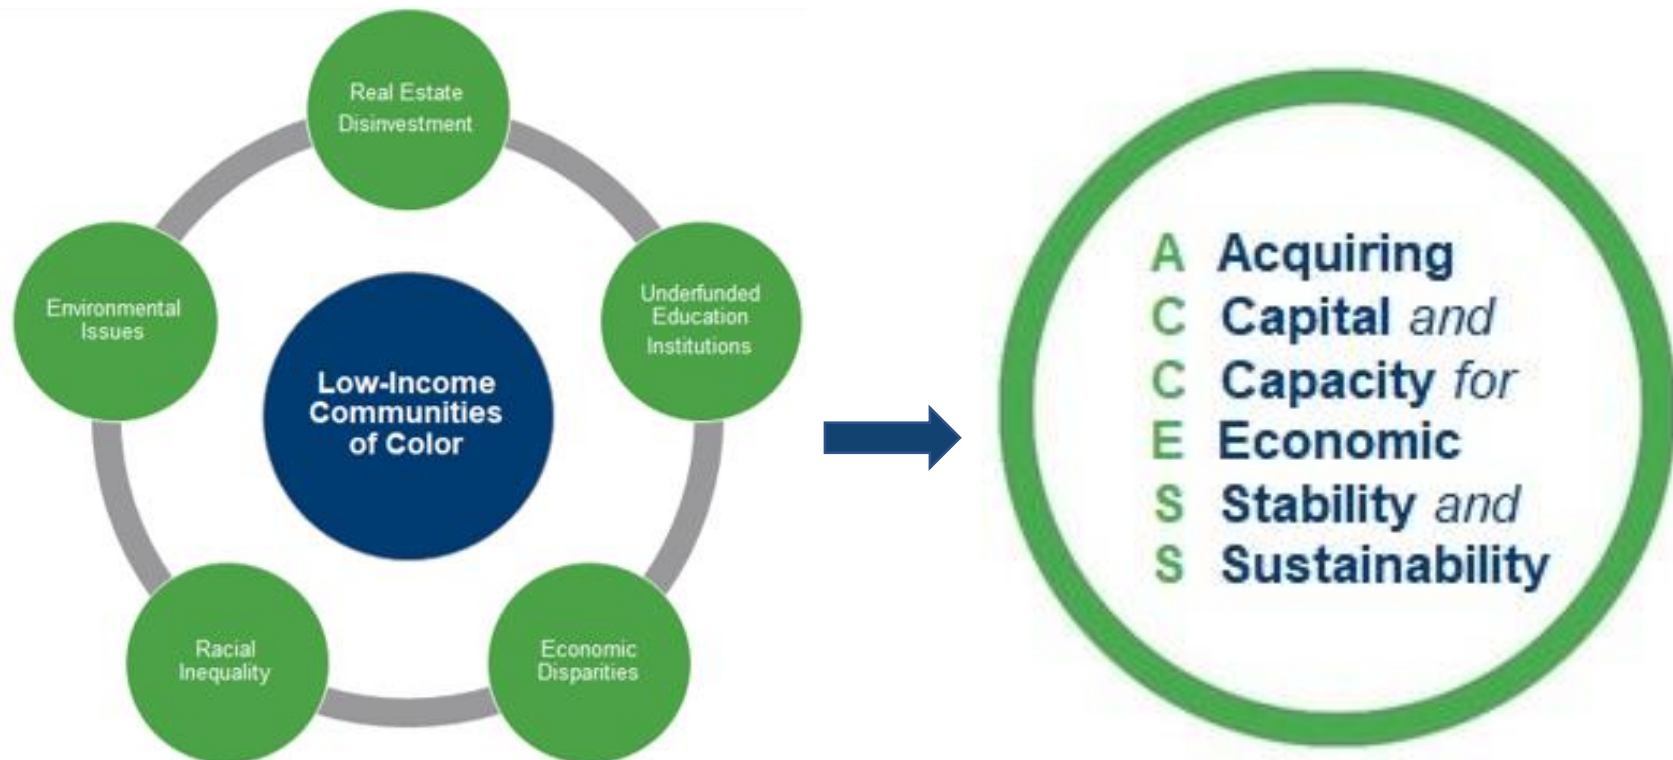 Real Estate
Disinvestment
Environmental
Issues
Underfunded
Education
Institutions
Low-Income
Communities
of Color
Racial
Inequality
Economic
Disparities
A Acquiring
C Capital and
C Capacity for
E Economic
S Stability and
S Sustainability